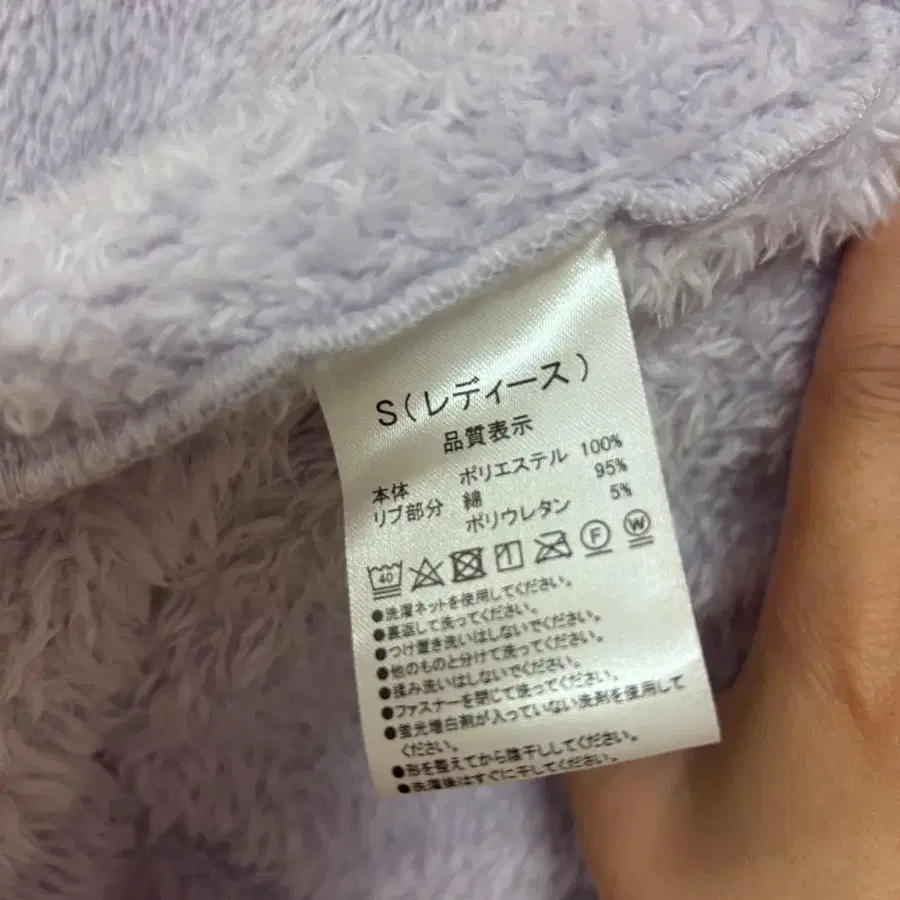 S(レディース)
品質表示
本体 ポリエステル 100%
リブ部分 綿 95%
ポリウレタン 5%
40 F W
●洗濯ネットを使用してください。
●裏返して洗ってください。
●つけ置き洗いはしないでください。
●他のものと分けて洗ってください。
●揉み洗いはしないでください。
●ファスナーを閉じて洗ってください。
●蛍光増白剤が入っていない洗剤を使用して
ください。
●形を整えてから陰干ししてください。
●洗濯後はすぐに干してください。